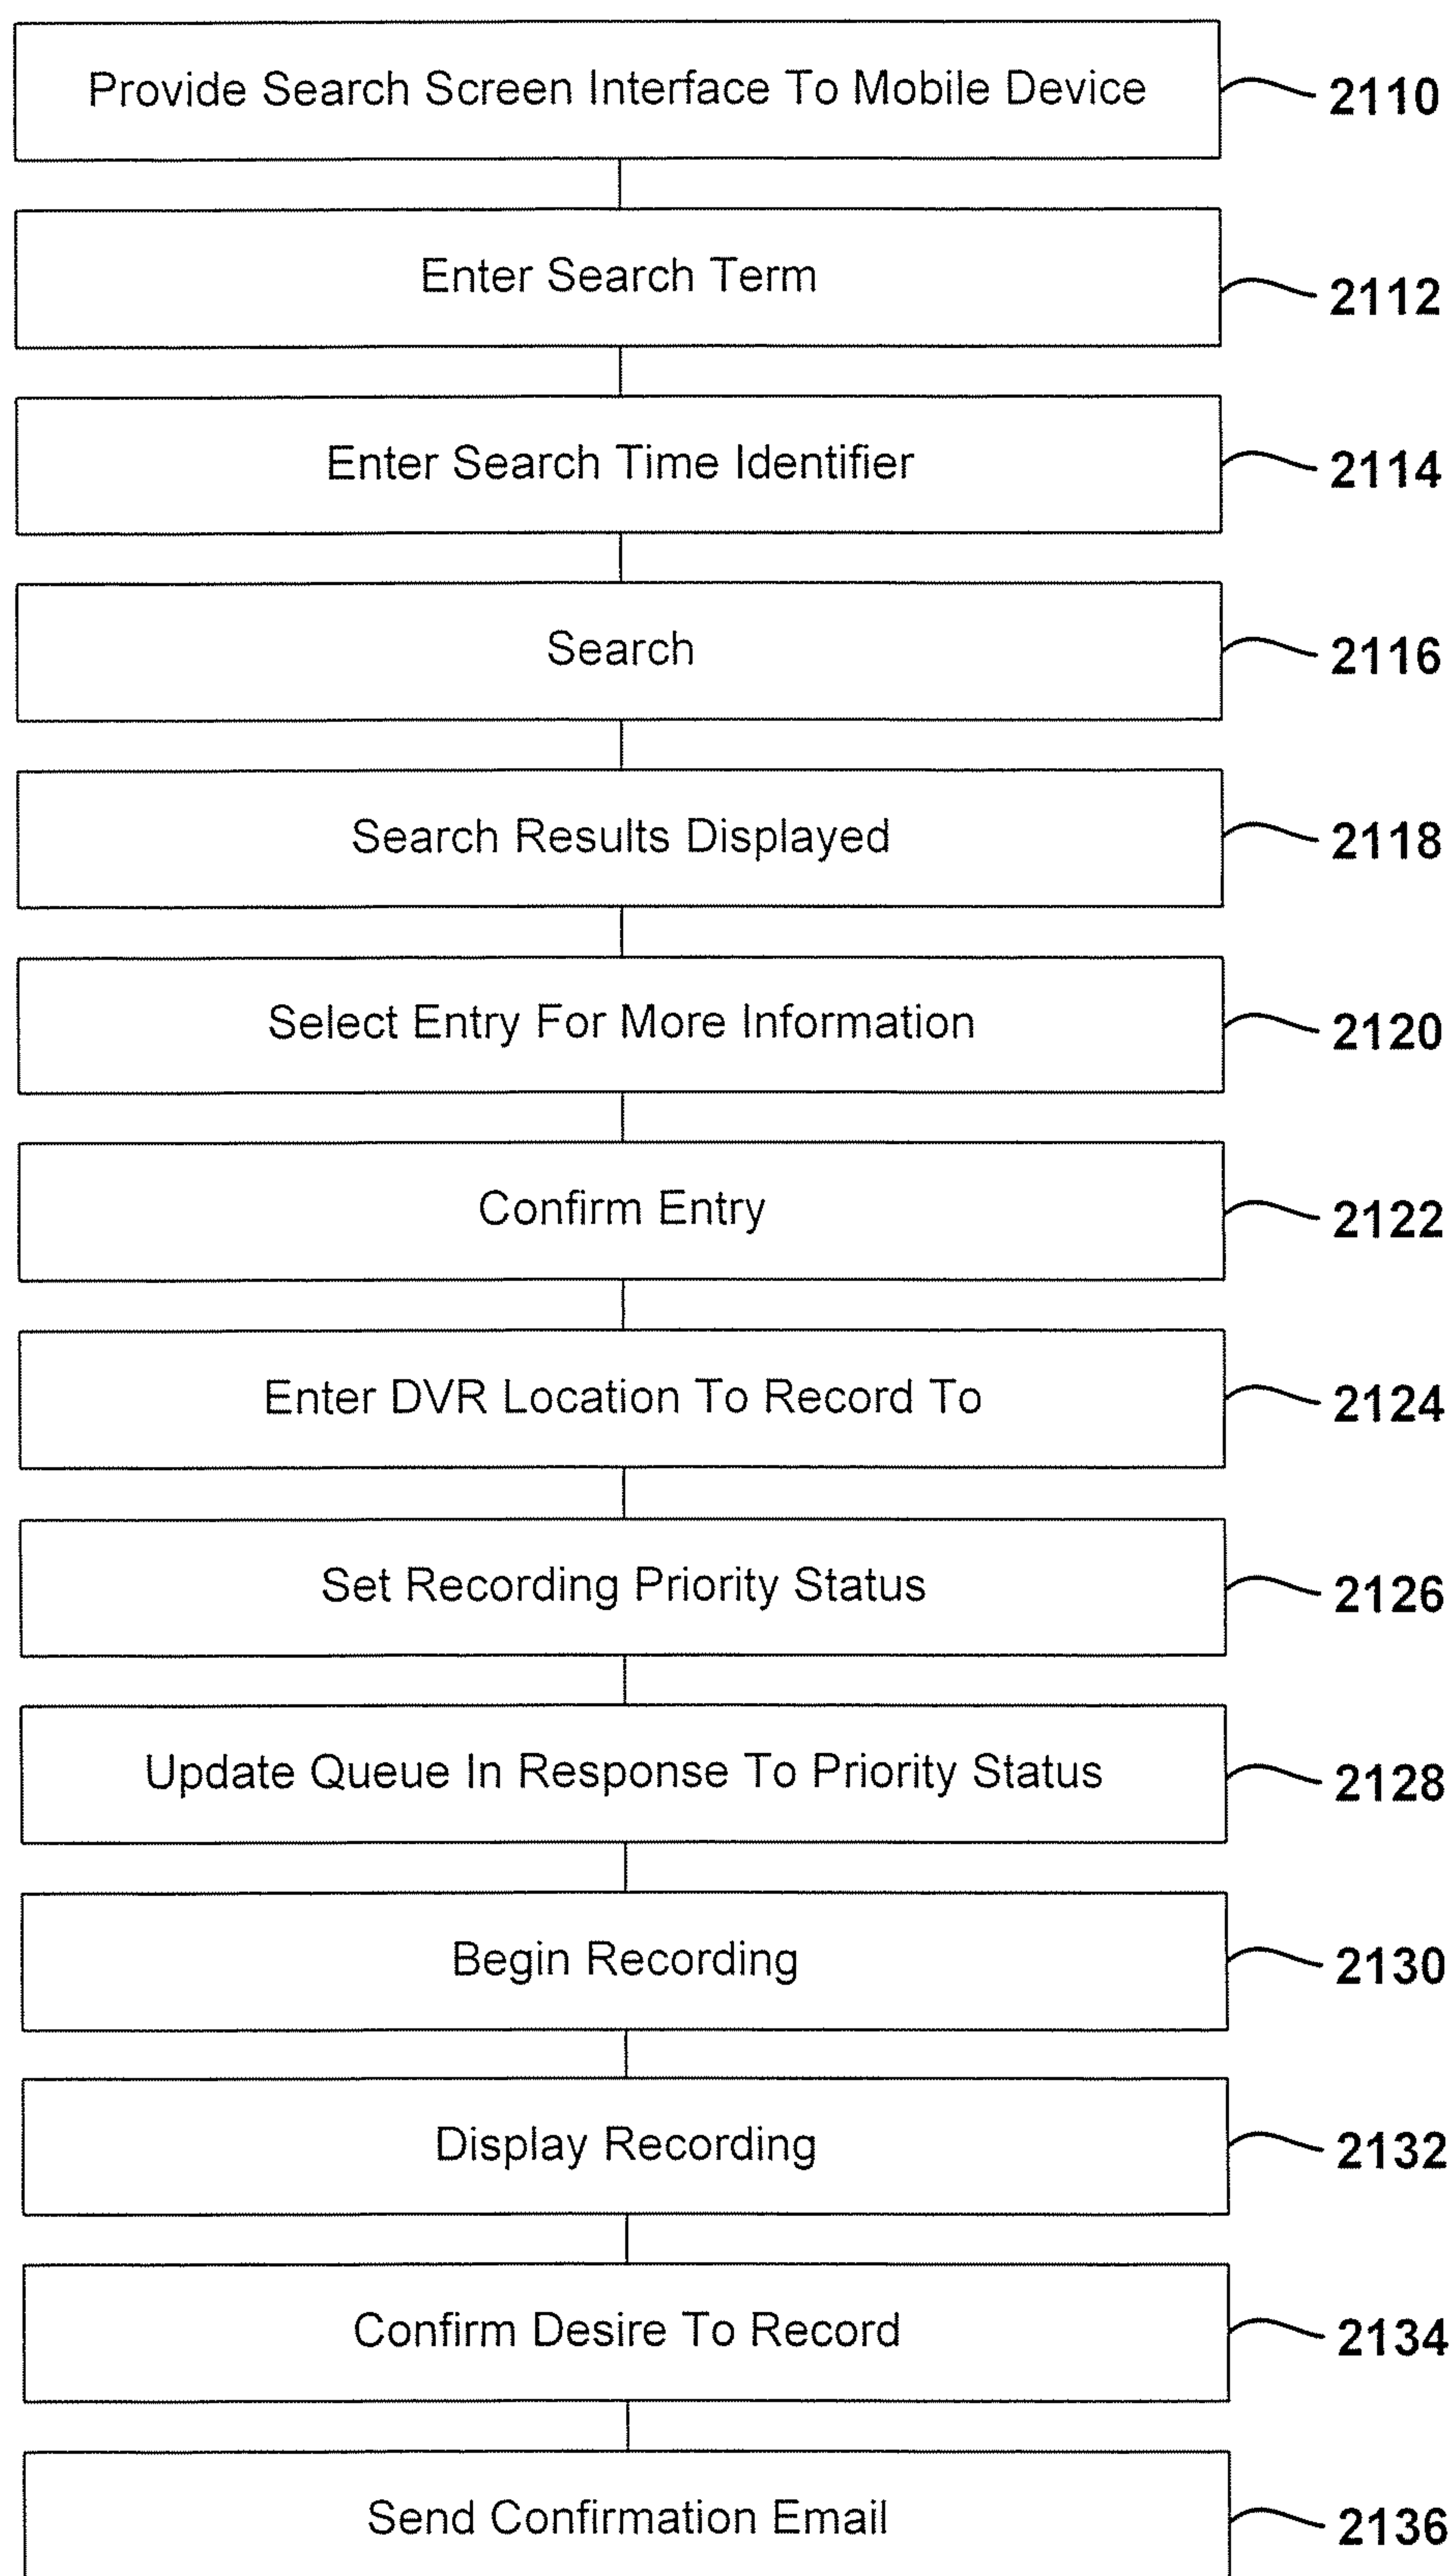 Provide Search Screen Interface To Mobile Device 2110
Enter Search Term 2112
Enter Search Time Identifier 2114
Search 2116
Search Results Displayed 2118
Select Entry For More Information 2120
Confirm Entry 2122
Enter DVR Location To Record To 2124
Set Recording Priority Status 2126
Update Queue In Response To Priority Status 2128
Begin Recording 2130
Display Recording 2132
Confirm Desire To Record 2134
Send Confirmation Email 2136